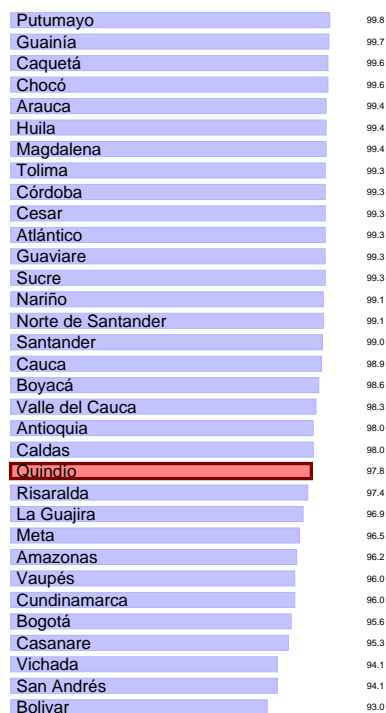 Putumayo 99.8
Guainía 99.7
Caquetá 99.6
Chocó 99.6
Arauca 99.4
Huila 99.4
Magdalena 99.4
Tolima 99.3
Córdoba 99.3
Cesar 99.3
Atlántico 99.3
Guaviare 99.3
Sucre 99.3
Nariño 99.1
Norte de Santander 99.1
Santander 99.0
Cauca 98.9
Boyacá 98.6
Valle del Cauca 98.3
Antioquia 98.0
Caldas 98.0
Quindío 97.8
Risaralda 97.4
La Guajira 96.9
Meta 96.5
Amazonas 96.2
Vaupés 96.0
Cundinamarca 96.0
Bogotá 95.6
Casanare 95.3
Vichada 94.1
San Andrés 94.1
Bolivar 93.0